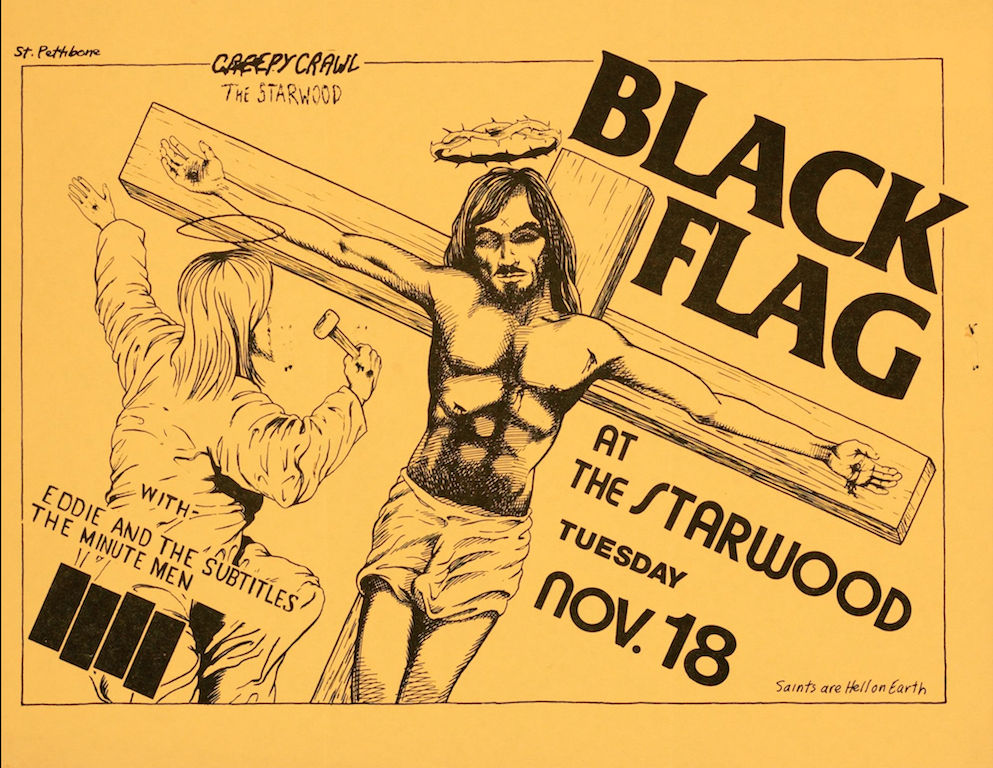 St. Pettibone
CREEPY CRAWL
THE STARWOOD
BLACK
FLAG
AT
THE STARWOOD
TUESDAY
NOV. 18
WITH-
EDDIE AND THE SUBTITLES
THE "MINUTE" MEN
Saints are Hell on Earth